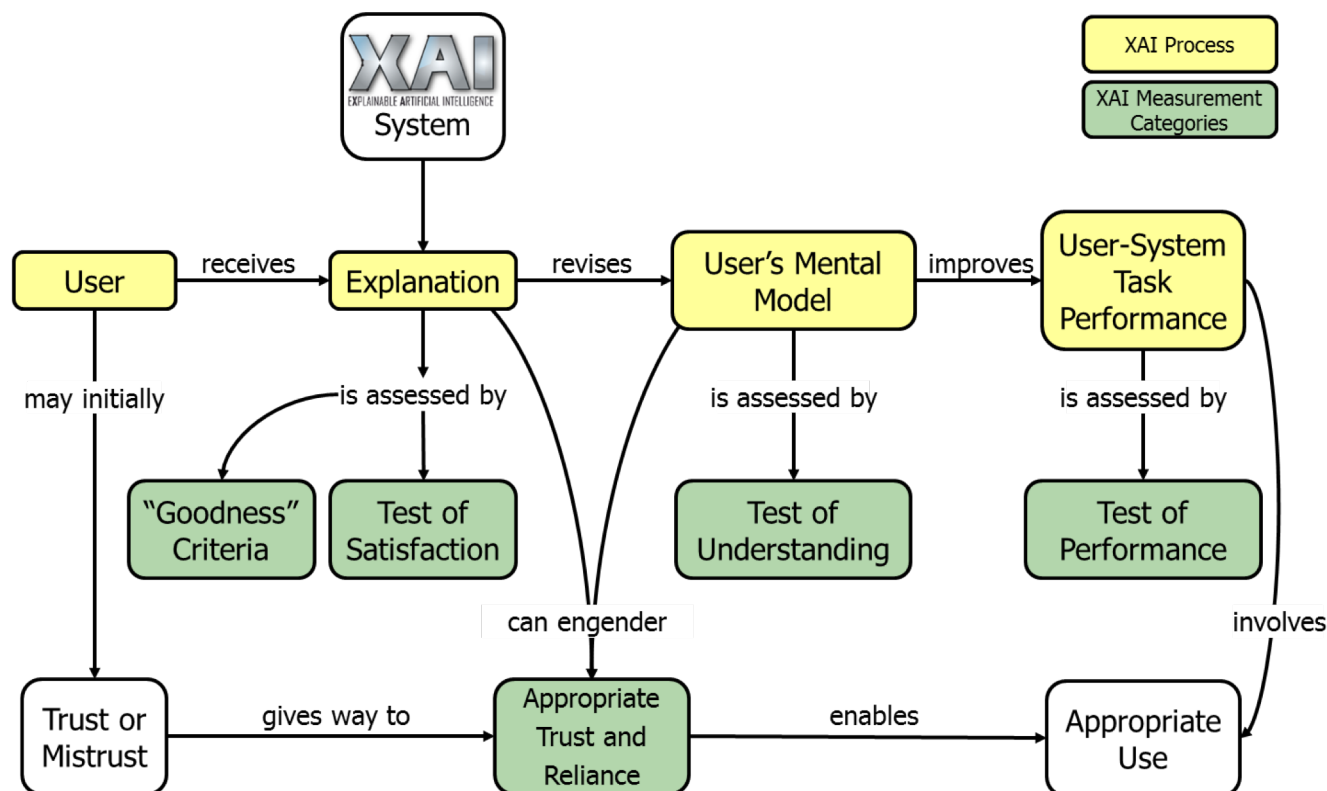 XAI
EXPLAINABLE ARTIFICIAL INTELLIGENCE
System
XAI Process
XAI Measurement
Categories
User
receives
Explanation
revises
User's Mental
Model
improves
User-System
Task
Performance
may initially
is assessed by
is assessed by
is assessed by
"Goodness"
Criteria
Test of
Satisfaction
Test of
Understanding
Test of
Performance
can engender
involves
Trust or
Mistrust
gives way to
Appropriate
Trust and
Reliance
enables
Appropriate
Use